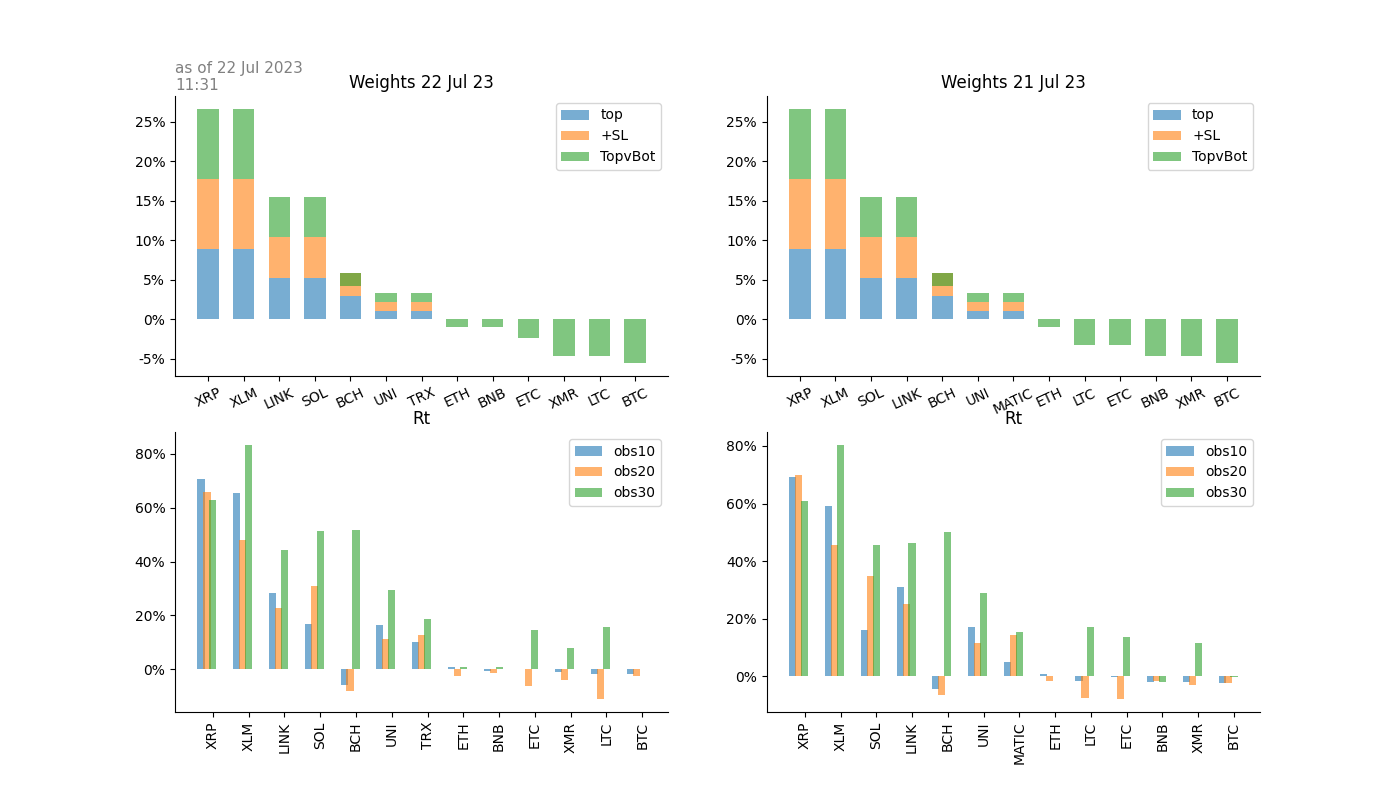 as of 22 Jul 2023
11:31
Weights 22 Jul 23
25%
20%
15%
10%
5%
0%
-5%
top
+SL
TopvBot
XRP XLM LINK SOL BCH UNI TRX ETH BNB ETC XMR LTC BTC
Weights 21 Jul 23
25%
20%
15%
10%
5%
0%
-5%
top
+SL
TopvBot
XRP XLM SOL LINK BCH UNI MATIC ETH LTC ETC BNB XMR BTC
Rt
80%
60%
40%
20%
0%
obs10
obs20
obs30
XRP XLM LINK SOL BCH UNI TRX ETH BNB ETC XMR LTC BTC
Rt
80%
60%
40%
20%
0%
obs10
obs20
obs30
XRP XLM SOL LINK BCH UNI MATIC ETH LTC ETC BNB XMR BTC